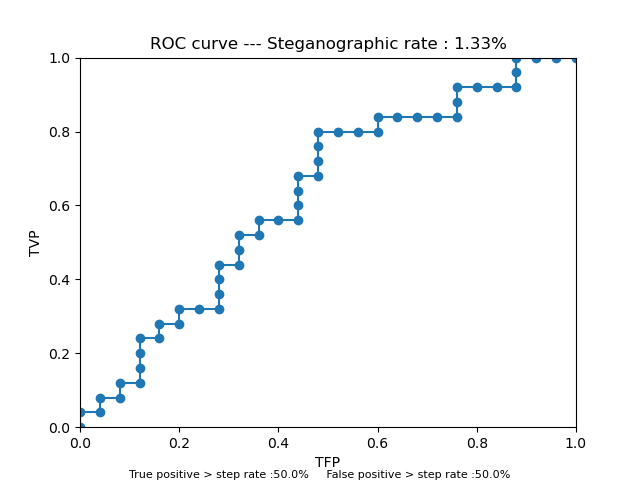 ROC curve --- Steganographic rate : 1.33%
1.0
0.8
0.6
0.4
0.2
0.0
TVP
0.0 0.2 0.4 0.6 0.8 1.0
TFP
True positive > step rate :50.0% False positive > step rate :50.0%